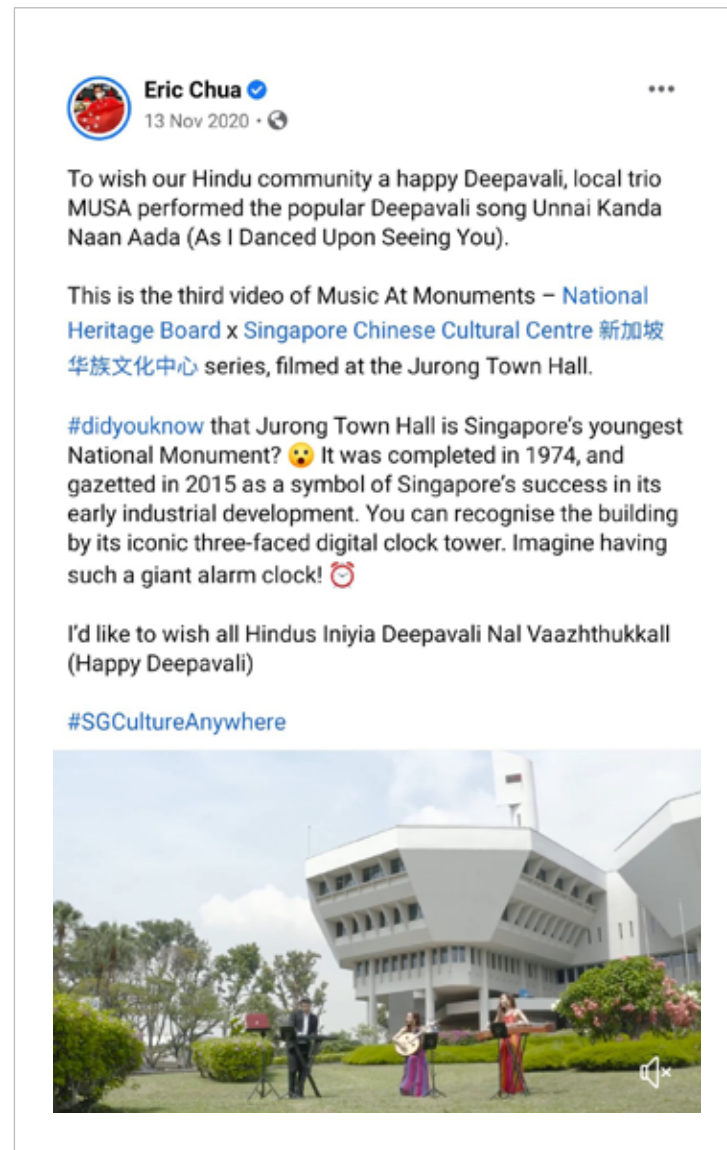 Eric Chua
13 Nov 2020 ·
To wish our Hindu community a happy Deepavali, local trio
MUSA performed the popular Deepavali song Unnai Kanda
Naan Aada (As I Danced Upon Seeing You).
This is the third video of Music At Monuments – National
Heritage Board x Singapore Chinese Cultural Centre 新加坡
华族文化中心 series, filmed at the Jurong Town Hall.
#didyouknow that Jurong Town Hall is Singapore's youngest
National Monument? 😮 It was completed in 1974, and
gazetted in 2015 as a symbol of Singapore's success in its
early industrial development. You can recognise the building
by its iconic three-faced digital clock tower. Imagine having
such a giant alarm clock! ⏰
I'd like to wish all Hindus Iniyia Deepavali Nal Vaazhthukkall
(Happy Deepavali)
#SGCultureAnywhere